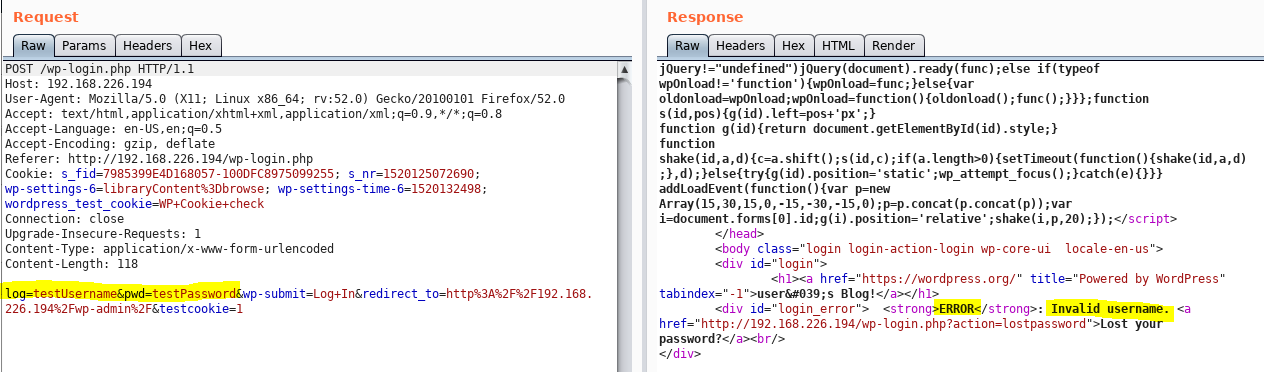 Request
Raw Params Headers Hex
POST /wp-login.php HTTP/1.1
Host: 192.168.226.194
User-Agent: Mozilla/5.0 (X11; Linux x86_64; rv:52.0) Gecko/20100101 Firefox/52.0
Accept: text/html,application/xhtml+xml,application/xml;q=0.9,*/*;q=0.8
Accept-Language: en-US,en;q=0.5
Accept-Encoding: gzip, deflate
Referer: http://192.168.226.194/wp-login.php
Cookie: s_fid=7985399E4D168057-100DFC8975099255; s_nr=1520125072690;
wp-settings-6=libraryContent%3Dbrowse; wp-settings-time-6=1520132498;
wordpress_test_cookie=WP+Cookie+check
Connection: close
Upgrade-Insecure-Requests: 1
Content-Type: application/x-www-form-urlencoded
Content-Length: 118
log=testUsername&pwd=testPassword&wp-submit=Log+In&redirect_to=http%3A%2F%2F192.168.
226.194%2Fwp-admin%2F&testcookie=1
Response
Raw Headers Hex HTML Render
jQuery!="undefined")jQuery(document).ready(func);else if(typeof
wpOnload!='function'){wpOnload=func;}else{var
oldonload=wpOnload;wpOnload=function(){oldonload();func();}}};function
s(id,pos){g(id).left=pos+'px';}
function g(id){return document.getElementById(id).style;}
function
shake(id,a,d){c=a.shift();s(id,c);if(a.length>0){setTimeout(function(){shake(id,a,d)
;},d);}else{try{g(id).position='static';wp_attempt_focus();}catch(e){}}}
addLoadEvent(function(){var p=new
Array(15,30,15,0,-15,-30,-15,0);p=p.concat(p.concat(p));var
i=document.forms[0].id;g(i).position='relative';shake(i,p,20);});</script>
</head>
<body class="login login-action-login wp-core-ui  locale-en-us">
<div id="login">
<h1><a href="https://wordpress.org/" title="Powered by WordPress"
tabindex="-1">user&#039;s Blog!</a></h1>
<div id="login_error">  <strong>ERROR</strong>: Invalid username. <a
href="http://192.168.226.194/wp-login.php?action=lostpassword">Lost your
password?</a><br/>
</div>